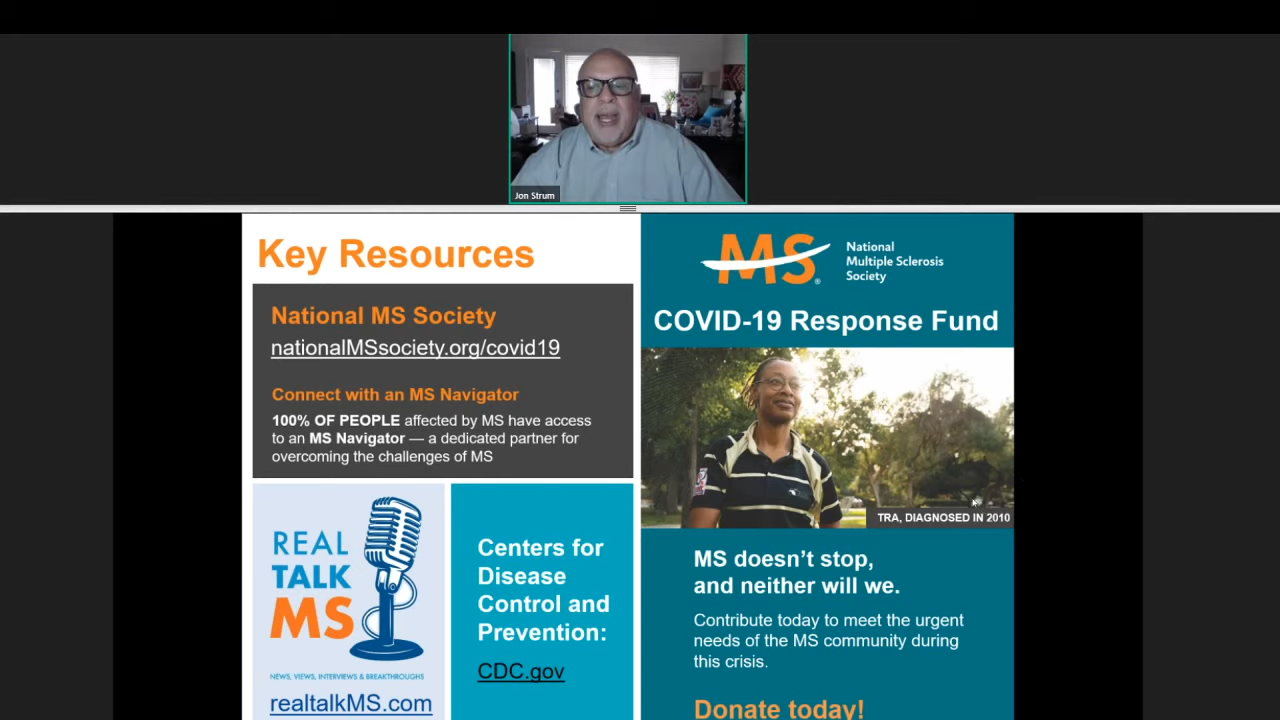 Jon Strum
Key Resources
National MS Society
nationalMSsociety.org/covid19
Connect with an MS Navigator
100% OF PEOPLE affected by MS have access
to an MS Navigator — a dedicated partner for
overcoming the challenges of MS
REAL
TALK
MS
NEWS, VIEWS, INTERVIEWS & BREAKTHROUGHS
realtalkMS.com
Centers for
Disease
Control and
Prevention:
CDC.gov
MS®
National
Multiple Sclerosis
Society
COVID-19 Response Fund
TRA, DIAGNOSED IN 2010
MS doesn’t stop,
and neither will we.
Contribute today to meet the urgent
needs of the MS community during
this crisis.
Donate today!